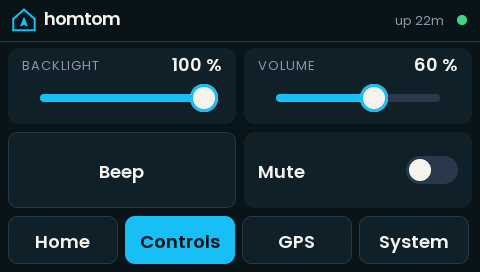 homtom
up 22m
BACKLIGHT 100 %
VOLUME 60 %
Beep
Mute
Home Controls GPS System